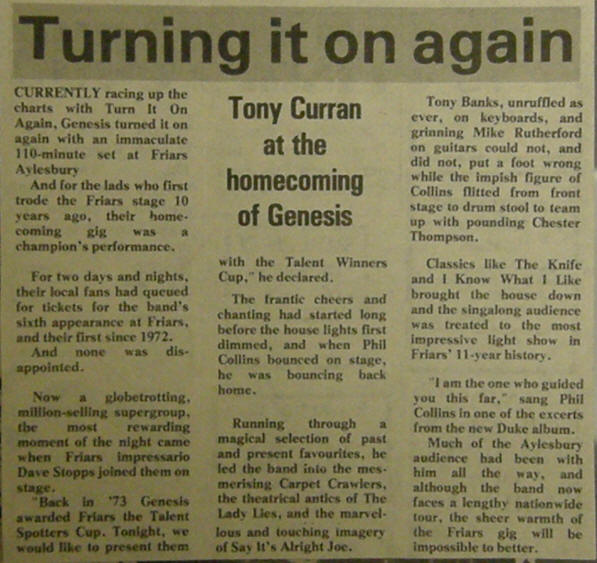 Turning it on again
CURRENTLY racing up the
charts with Turn It On
Again, Genesis turned it on
again with an immaculate
110-minute set at Friars
Aylesbury
And for the lads who first
trode the Friars stage 10
years ago, their home-
coming gig was a
champion's performance.
For two days and nights,
their local fans had queued
for tickets for the band's
sixth appearance at Friars,
and their first since 1972.
And none was dis-
appointed.
Now a globetrotting,
million-selling supergroup,
the most rewarding
moment of the night came
when Friars impressario
Dave Stopps joined them on
stage.
"Back in '73 Genesis
awarded Friars the Talent
Spotters Cup. Tonight, we
would like to present them
Tony Curran
at the
homecoming
of Genesis
with the Talent Winners
Cup," he declared.
The frantic cheers and
chanting had started long
before the house lights first
dimmed, and when Phil
Collins bounced on stage,
he was bouncing back
home.
Running through a
magical selection of past
and present favourites, he
led the band into the mes-
merising Carpet Crawlers,
the theatrical antics of The
Lady Lies, and the marvel-
lous and touching imagery
of Say It's Alright Joe.
Tony Banks, unruffled as
ever, on keyboards, and
grinning Mike Rutherford
on guitars could not, and
did not, put a foot wrong
while the impish figure of
Collins flitted from front
stage to drum stool to team
up with pounding Chester
Thompson.
Classics like The Knife
and I Know What I Like
brought the house down
and the singalong audience
was treated to the most
impressive light show in
Friars' 11-year history.
"I am the one who guided
you this far," sang Phil
Collins in one of the excerts
from the new Duke album.
Much of the Aylesbury
audience had been with
him all the way, and
although the band now
faces a lengthy nationwide
tour, the sheer warmth of
the Friars gig will be
impossible to better.